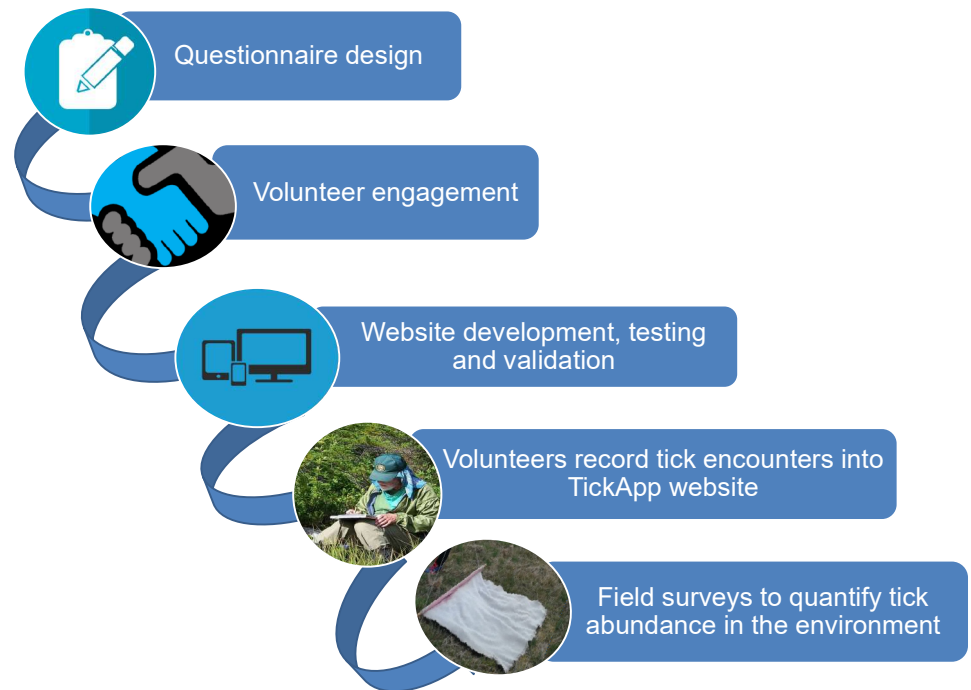 Questionnaire design
Volunteer engagement
Website development, testing
and validation
Volunteers record tick encounters into
TickApp website
Field surveys to quantify tick
abundance in the environment